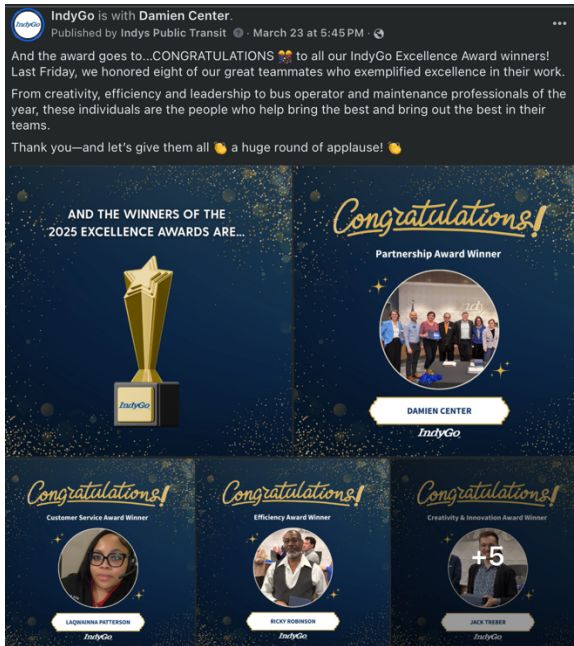 IndyGo
IndyGo is with Damien Center.
Published by Indys Public Transit · March 23 at 5:45 PM ·
And the award goes to...CONGRATULATIONS 🎊 to all our IndyGo Excellence Award winners!
Last Friday, we honored eight of our great teammates who exemplified excellence in their work.
From creativity, efficiency and leadership to bus operator and maintenance professionals of the
year, these individuals are the people who help bring the best and bring out the best in their
teams.
Thank you—and let's give them all 👏 a huge round of applause! 👏
AND THE WINNERS OF THE
2025 EXCELLENCE AWARDS ARE...
IndyGo
Congratulations!
Partnership Award Winner
IndyGo
DAMIEN CENTER
IndyGo
Congratulations!
Customer Service Award Winner
LAQWAINNA PATTERSON
IndyGo
Congratulations!
Efficiency Award Winner
RICKY ROBINSON
IndyGo
Congratulations!
Creativity & Innovation Award Winner
+5
JACK TREBER
IndyGo